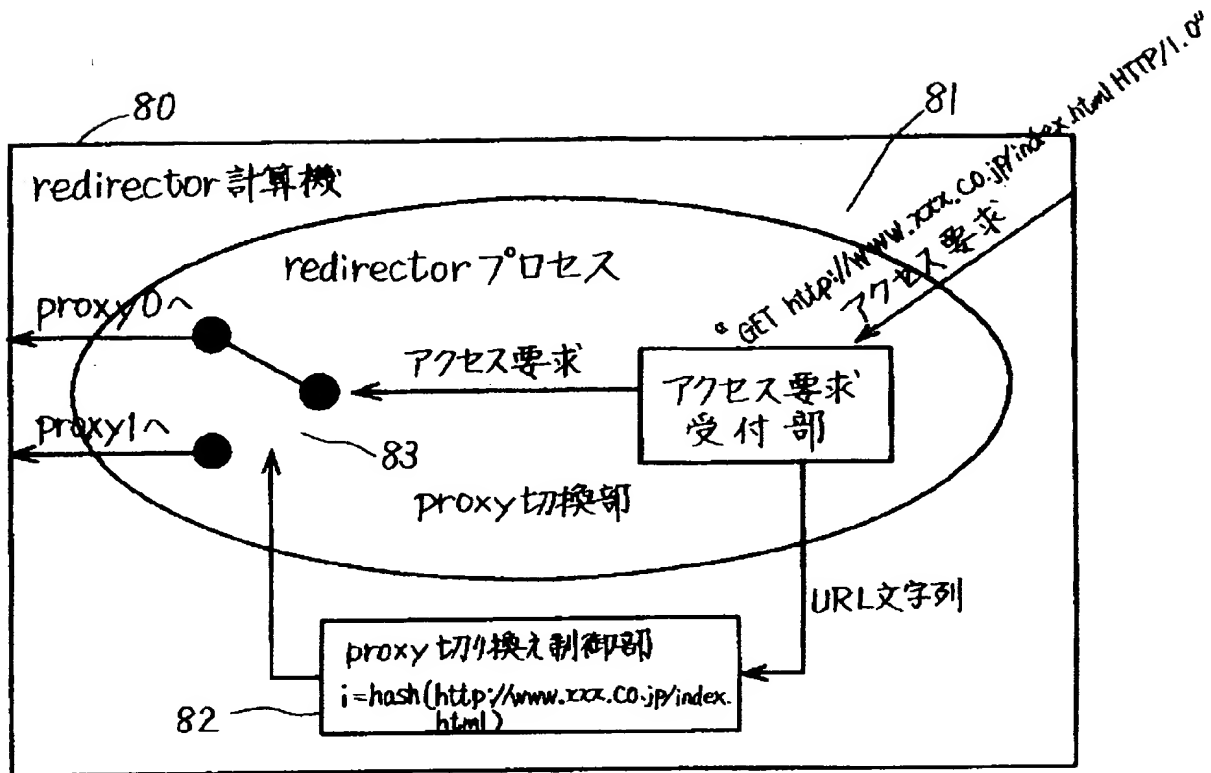 80
81
"GET http://www.xxx.co.jp/index.html HTTP/1.0"
アクセス要求
redirector計算機
redirectorプロセス
proxy0へ
アクセス要求
アクセス要求
受付部
proxy1へ
83
proxy切換部
URL文字列
proxy切り換え制御部
i=hash(http://www.xxx.co.jp/index.
html)
82